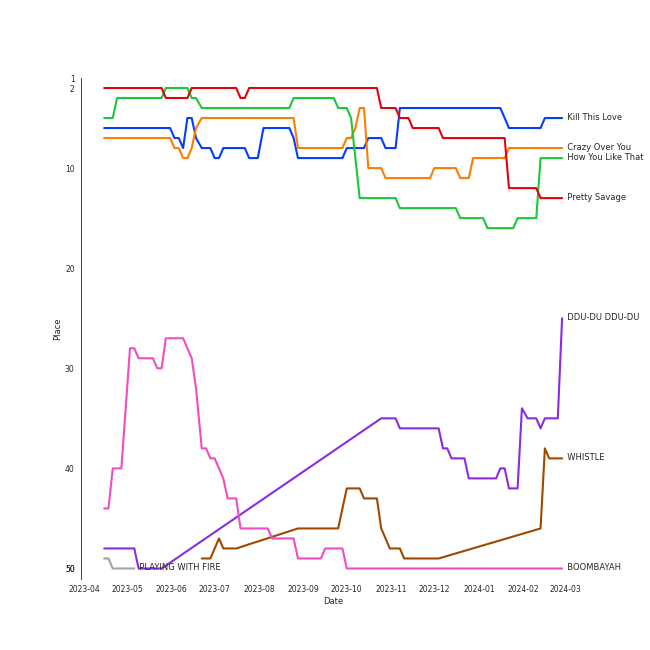 1
2
10
20
30
40
50
Place
Kill This Love
Crazy Over You
How You Like That
Pretty Savage
DDU-DU DDU-DU
WHISTLE
PLAYING WITH FIRE
BOOMBAYAH
2023-04 2023-05 2023-06 2023-07 2023-08 2023-09 2023-10 2023-11 2023-12 2024-01 2024-02 2024-03
Date